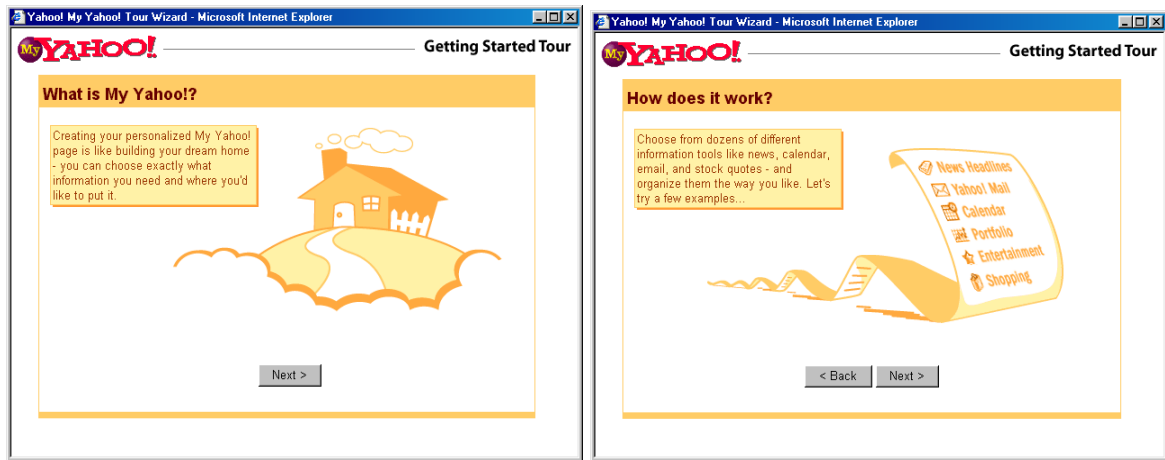 Yahoo! My Yahoo! Tour Wizard - Microsoft Internet Explorer
My YAHOO!
Getting Started Tour
What is My Yahoo!?
Creating your personalized My Yahoo!
page is like building your dream home
- you can choose exactly what
information you need and where you'd
like to put it.
Next >
Yahoo! My Yahoo! Tour Wizard - Microsoft Internet Explorer
My YAHOO!
Getting Started Tour
How does it work?
Choose from dozens of different
information tools like news, calendar,
email, and stock quotes - and
organize them the way you like. Let's
try a few examples...
News Headlines
Yahoo! Mail
Calendar
Portfolio
Entertainment
Shopping
< Back
Next >